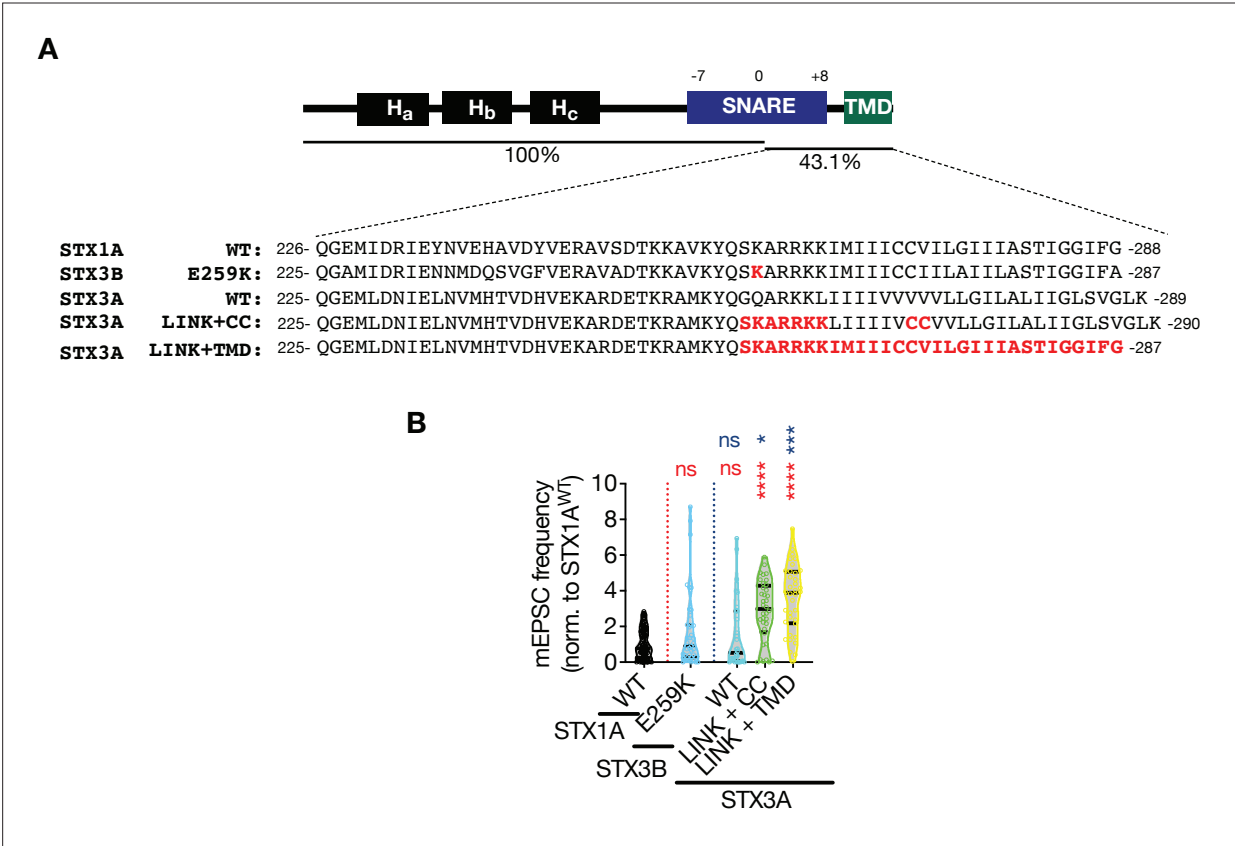 A
-7 0 +8
Ha Hb Hc SNARE TMD
100% 43.1%
STX1A WT: 226- QGEMIDRIEYNVEHAVDYVERAVSDTKKAVKYQSKARRKKIMIIICCVILGIIIASTIGGIFG -288
STX3B E259K: 225- QGAMIDRIENNMDQSVGFVERAVADTKKAVKYQSKARRKKIMIIICCIILAIILASTIGGIFA -287
STX3A WT: 225- QGEMLDNIELNVMHTVDHVEKARDETKRAMKYQGQARKKLIIIIVVVVVLLGILALIIGLSVGLK -289
STX3A LINK+CC: 225- QGEMLDNIELNVMHTVDHVEKARDETKRAMKYQSKARRKKLIIIIVCCVVLLGILALIIGLSVGLK -290
STX3A LINK+TMD: 225- QGEMLDNIELNVMHTVDHVEKARDETKRAMKYQSKARRKKIMIIICCVILGIIIASTIGGIFG -287
B
ns * ***
ns ns **** ****
mEPSC frequency
(norm. to STX1AWT)
10
8
6
4
2
0
WT E259K WT LINK + CC LINK + TMD
STX1A
STX3B
STX3A